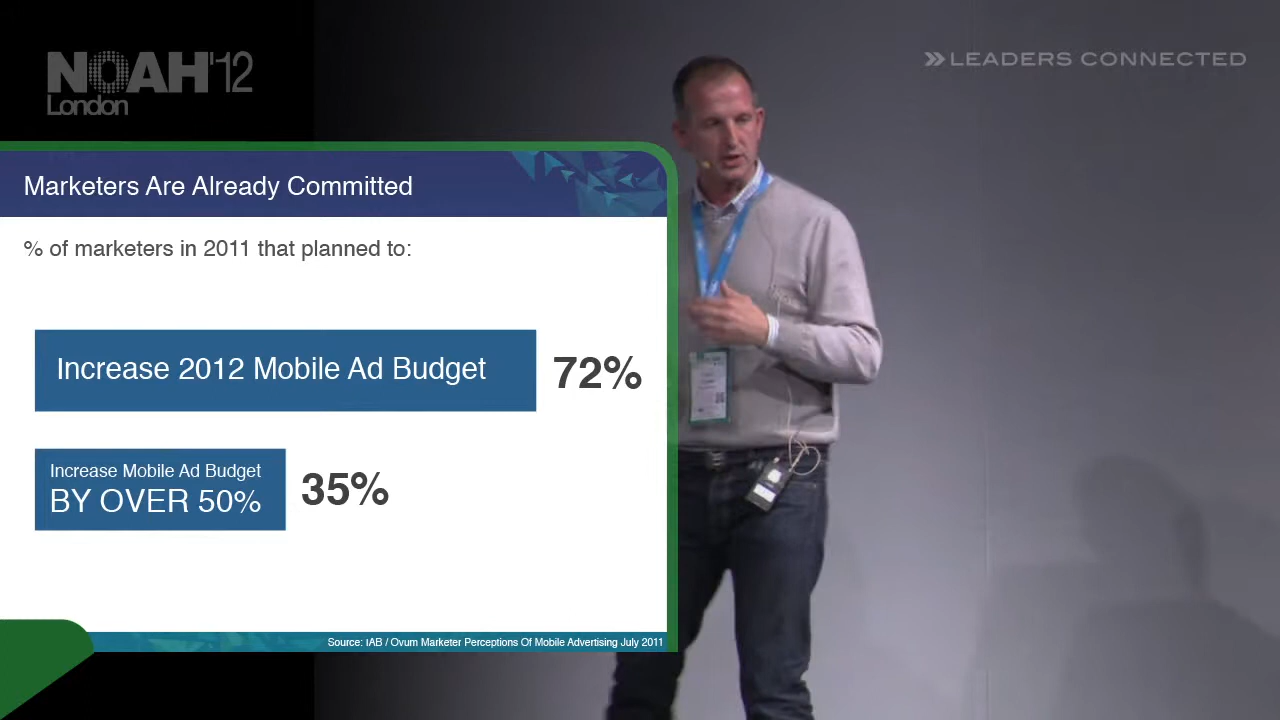 NOAH'12
London
LEADERS CONNECTED
Marketers Are Already Committed
% of marketers in 2011 that planned to:
Increase 2012 Mobile Ad Budget
72%
Increase Mobile Ad Budget
BY OVER 50%
35%
Source: IAB / Ovum Marketer Perceptions Of Mobile Advertising July 2011